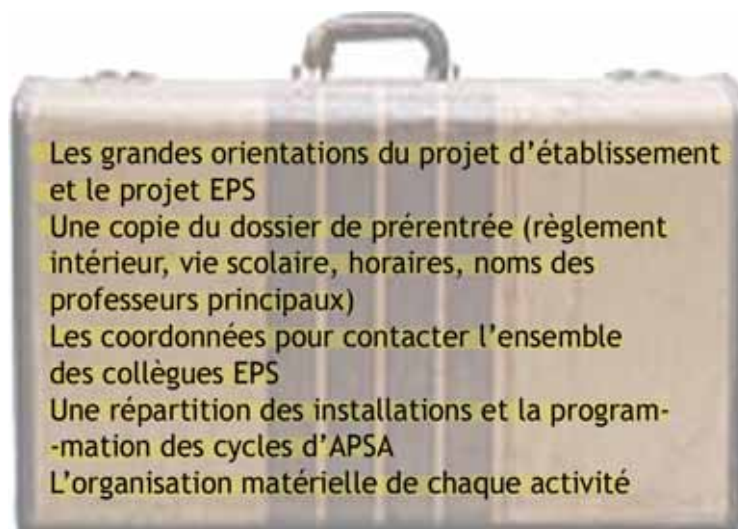 Les grandes orientations du projet d'établissement
et le projet EPS
Une copie du dossier de prérentrée (règlement
intérieur, vie scolaire, horaires, noms des
professeurs principaux)
Les coordonnées pour contacter l'ensemble
des collègues EPS
Une répartition des installations et la program-
-mation des cycles d'APSA
L'organisation matérielle de chaque activité